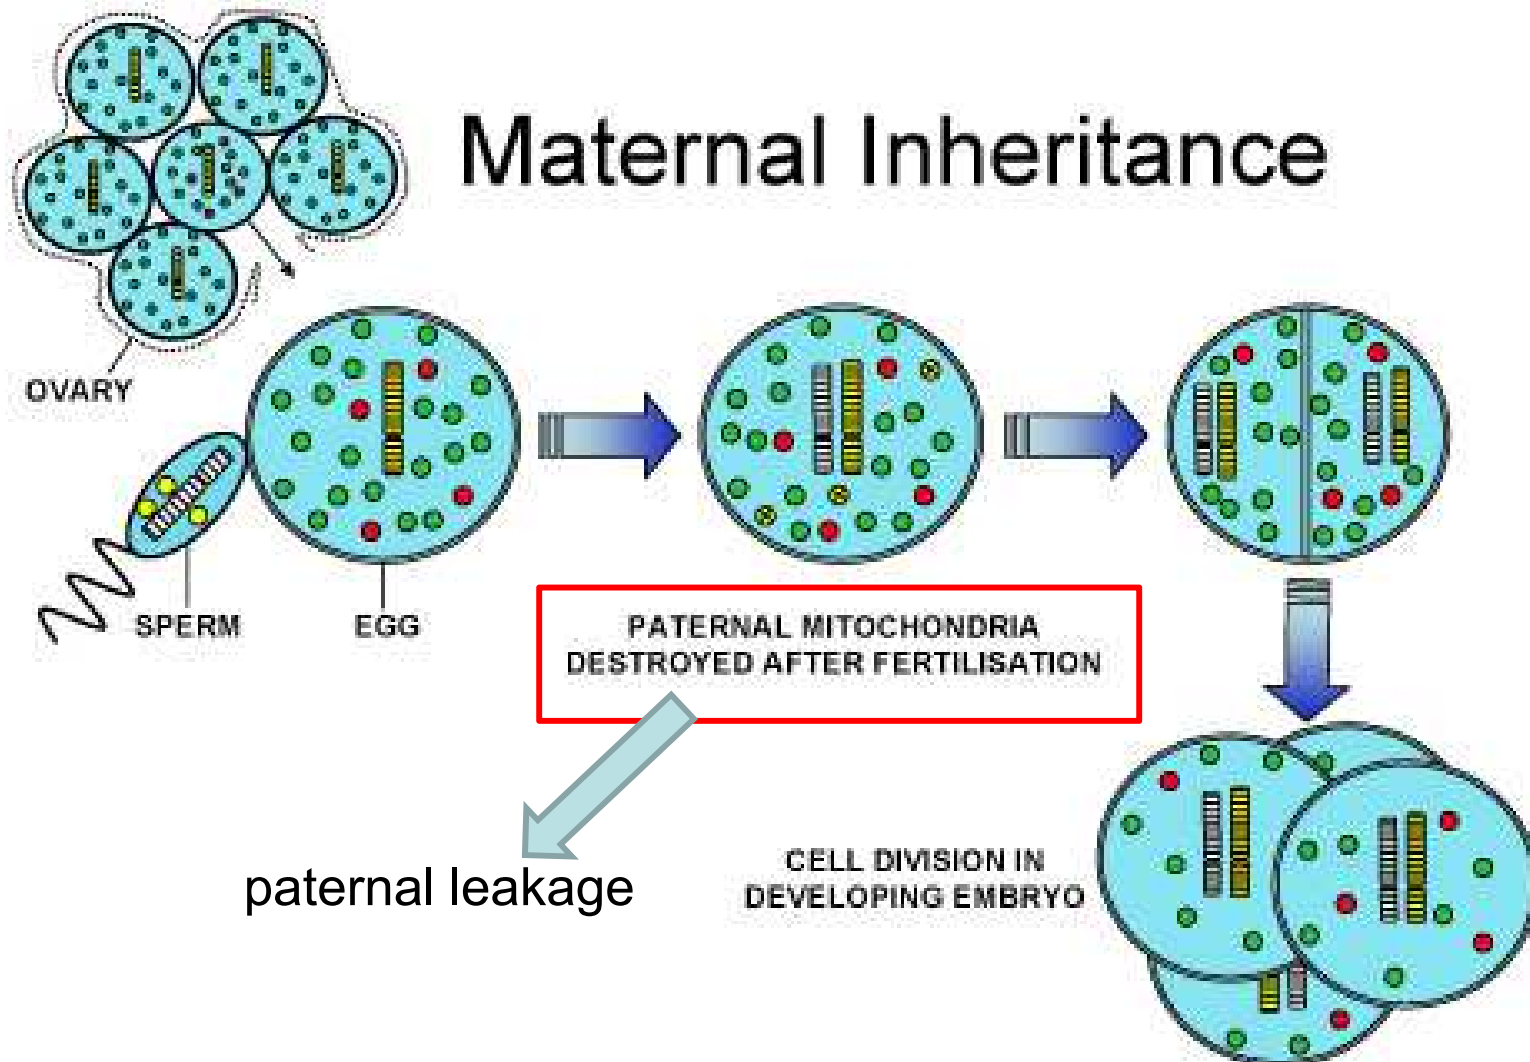 Maternal Inheritance
OVARY
SPERM
EGG
PATERNAL MITOCHONDRIA
DESTROYED AFTER FERTILISATION
paternal leakage
CELL DIVISION IN
DEVELOPING EMBRYO